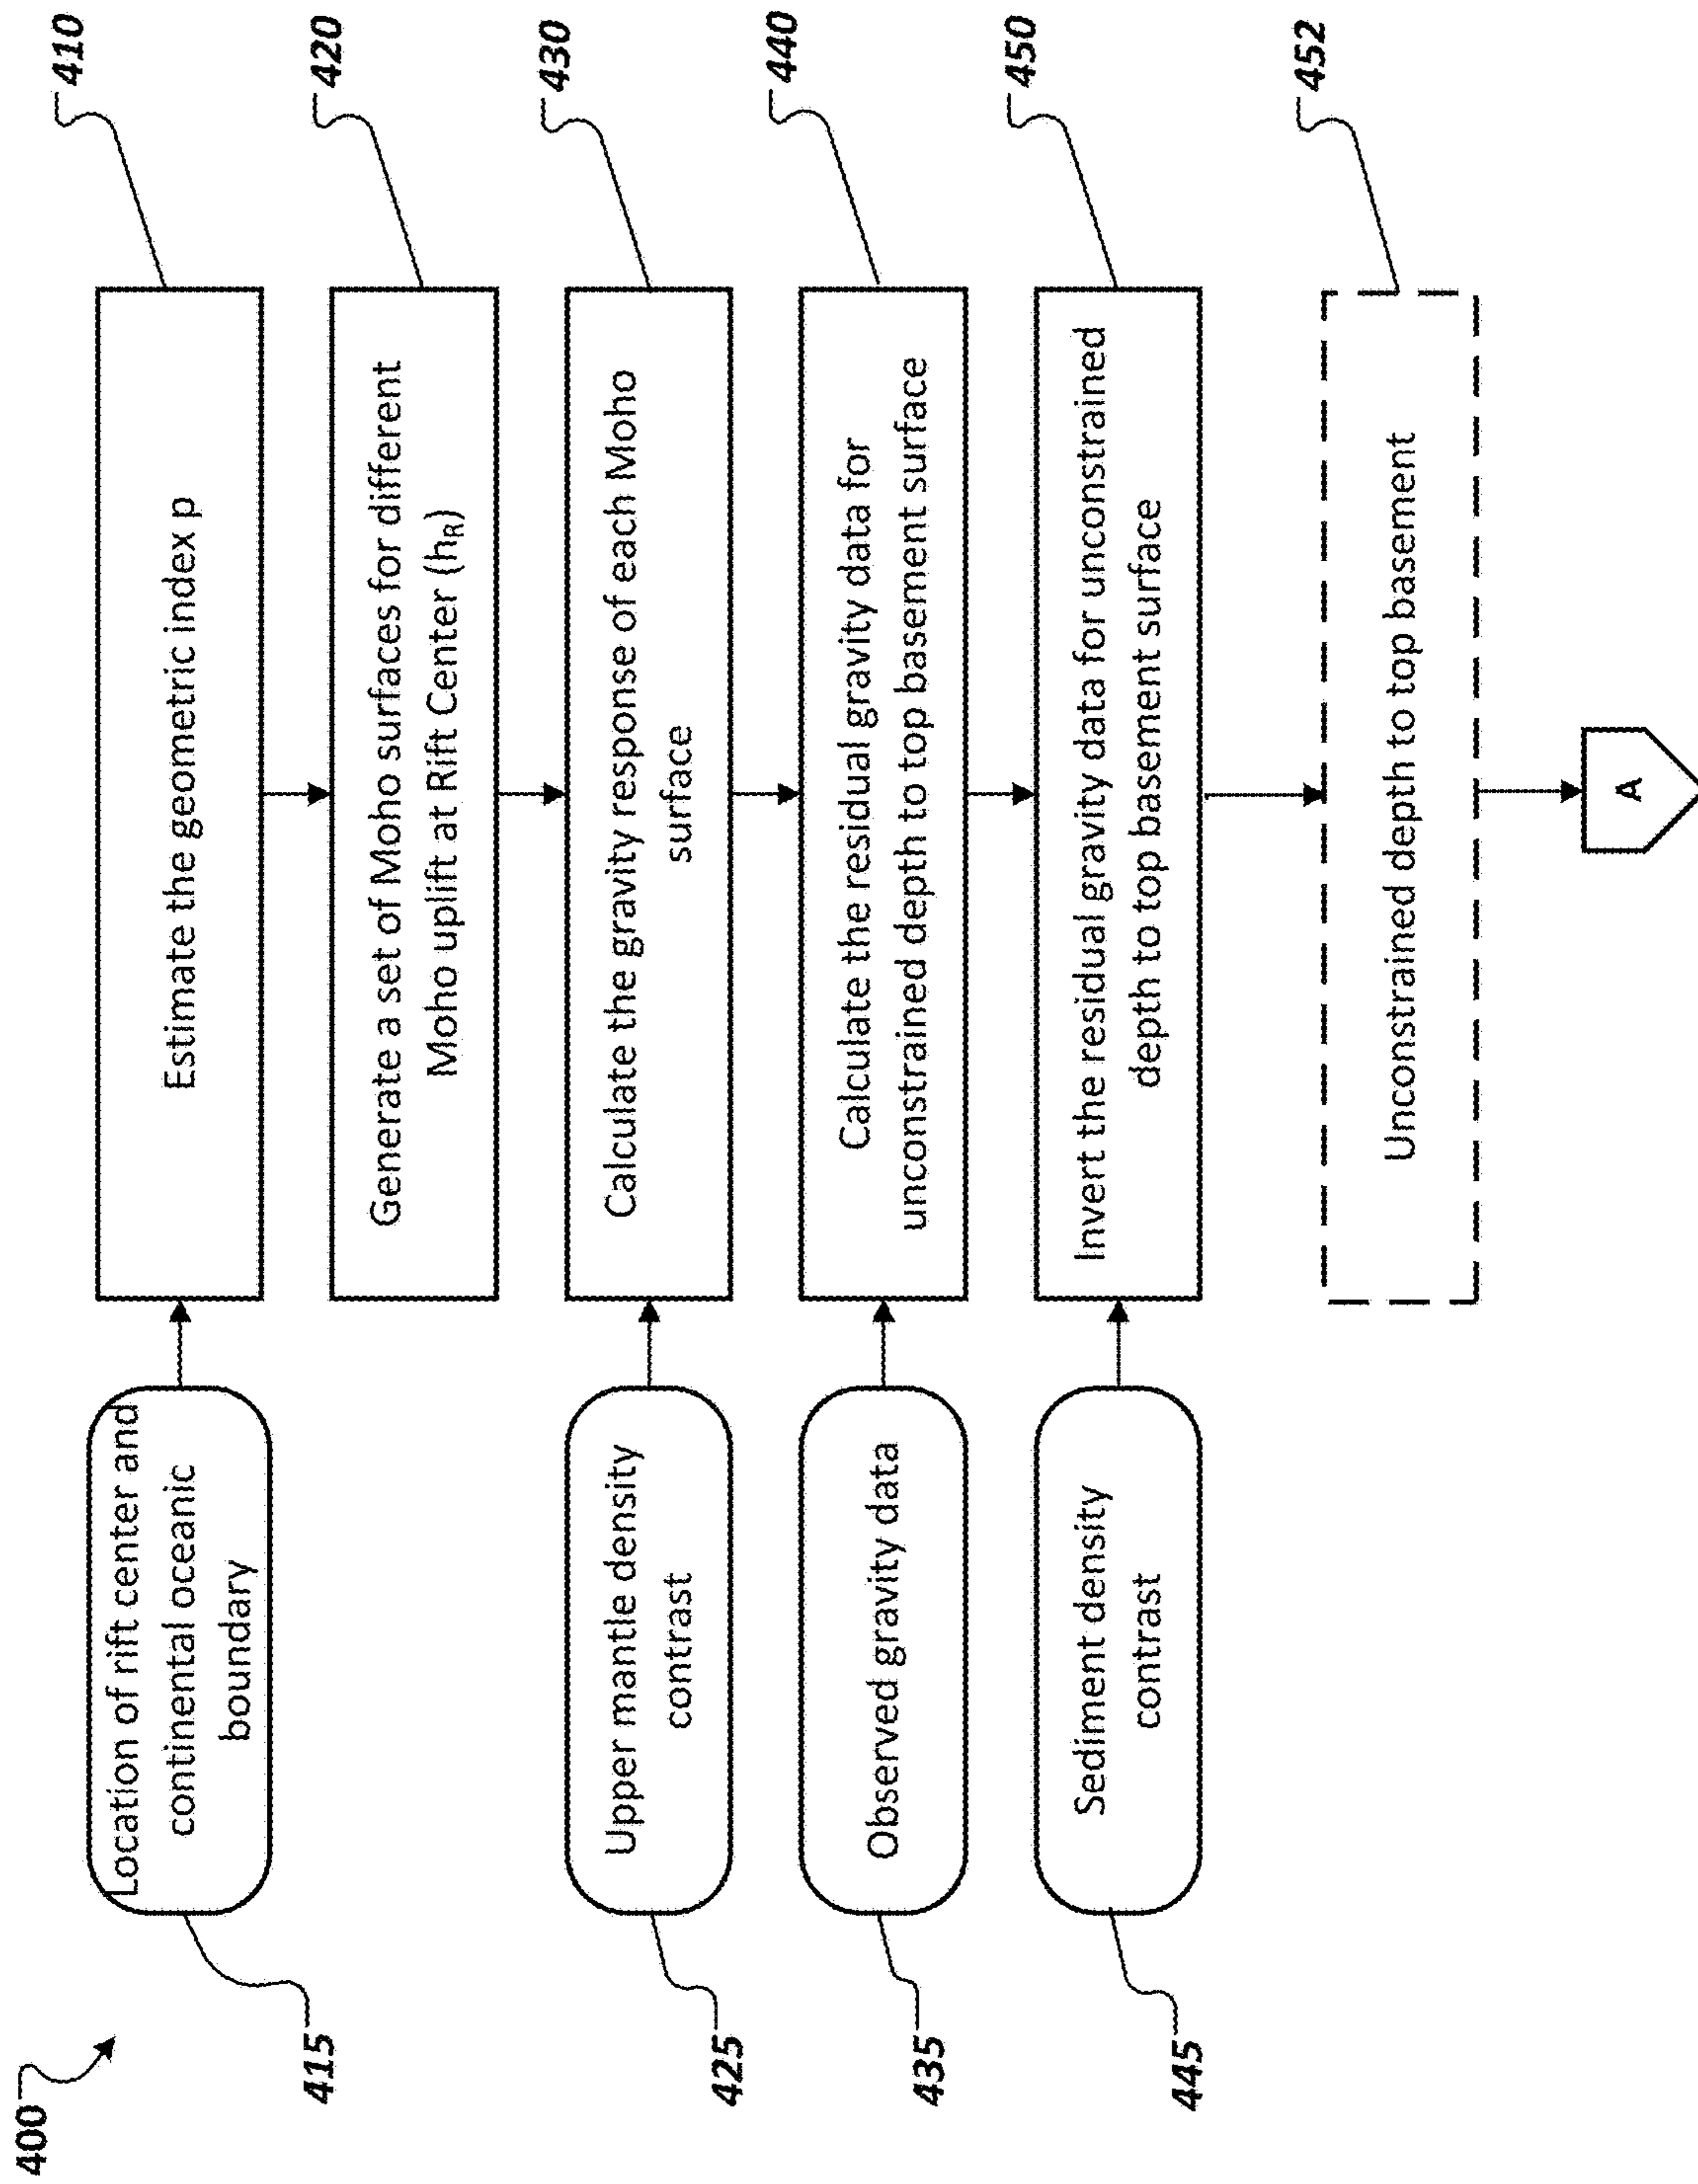 400
410
Location of rift center and
continental oceanic
boundary
415
Estimate the geometric index p
420
Generate a set of Moho surfaces for different
Moho uplift at Rift Center (hR)
430
Upper mantle density
contrast
425
Calculate the gravity response of each Moho
surface
440
Observed gravity data
435
Calculate the residual gravity data for
unconstrained depth to top basement surface
450
Sediment density
contrast
445
Invert the residual gravity data for unconstrained
depth to top basement surface
452
Unconstrained depth to top basement
A